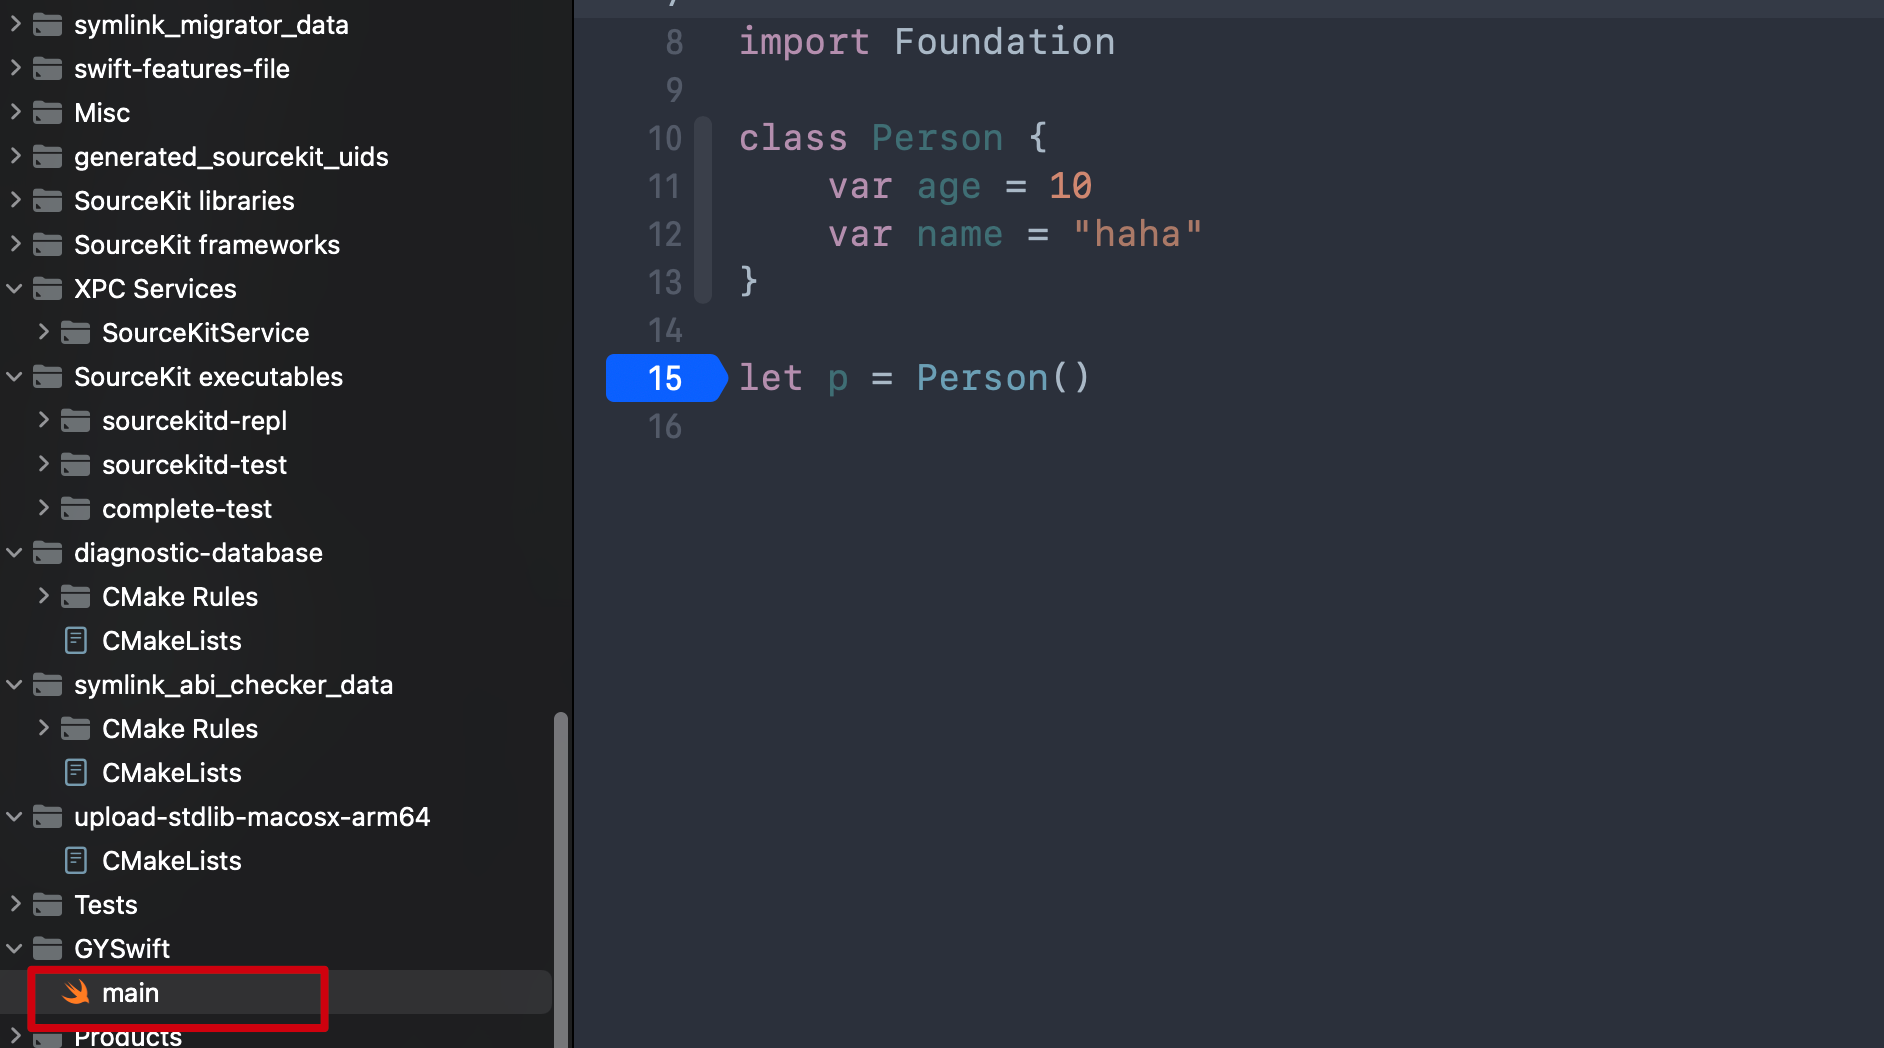 symlink_migrator_data
swift-features-file
Misc
generated_sourcekit_uids
SourceKit libraries
SourceKit frameworks
XPC Services
SourceKitService
SourceKit executables
sourcekitd-repl
sourcekitd-test
complete-test
diagnostic-database
CMake Rules
CMakeLists
symlink_abi_checker_data
CMake Rules
CMakeLists
upload-stdlib-macosx-arm64
CMakeLists
Tests
GYSwift
main
Products
8 import Foundation
9
10 class Person {
11     var age = 10
12     var name = "haha"
13 }
14
15 let p = Person()
16